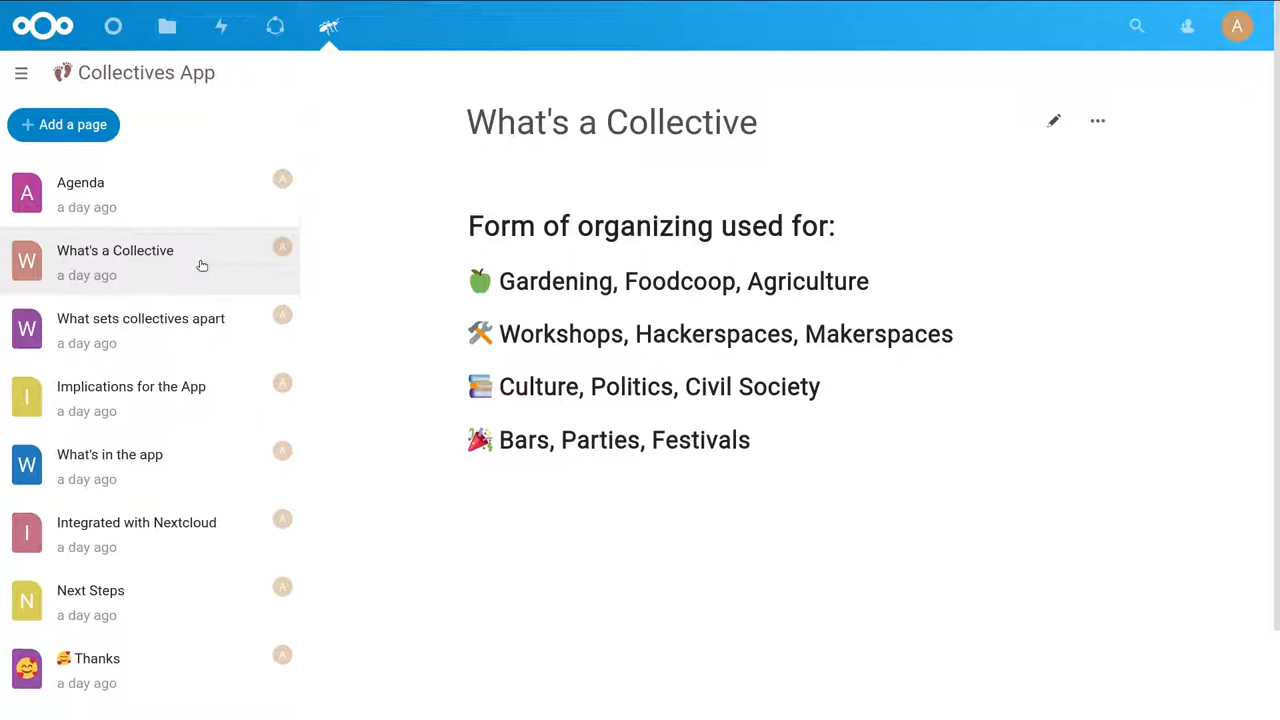 A
Collectives App
+ Add a page
A
Agenda
a day ago
A
W
What's a Collective
a day ago
A
W
What sets collectives apart
a day ago
A
I
Implications for the App
a day ago
A
W
What's in the app
a day ago
A
I
Integrated with Nextcloud
a day ago
A
N
Next Steps
a day ago
A
🥰 Thanks
a day ago
A
What's a Collective
Form of organizing used for:
🍏 Gardening, Foodcoop, Agriculture
🛠 Workshops, Hackerspaces, Makerspaces
📚 Culture, Politics, Civil Society
🎉 Bars, Parties, Festivals